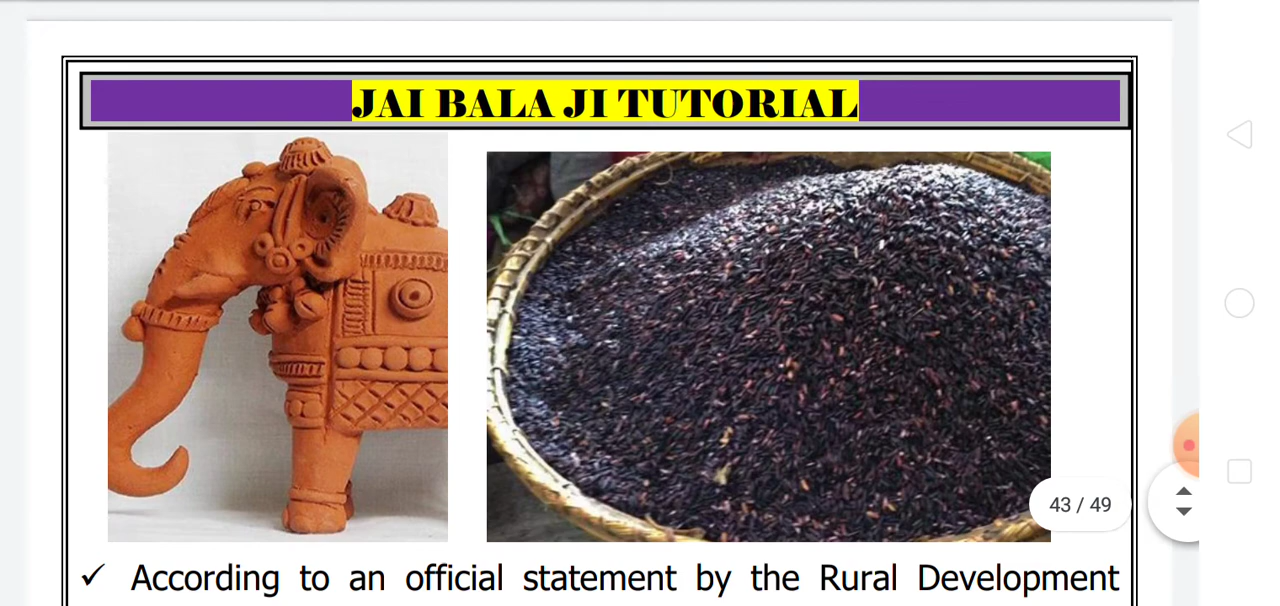 JAI BALA JI TUTORIAL
43 / 49
✓ According to an official statement by the Rural Development